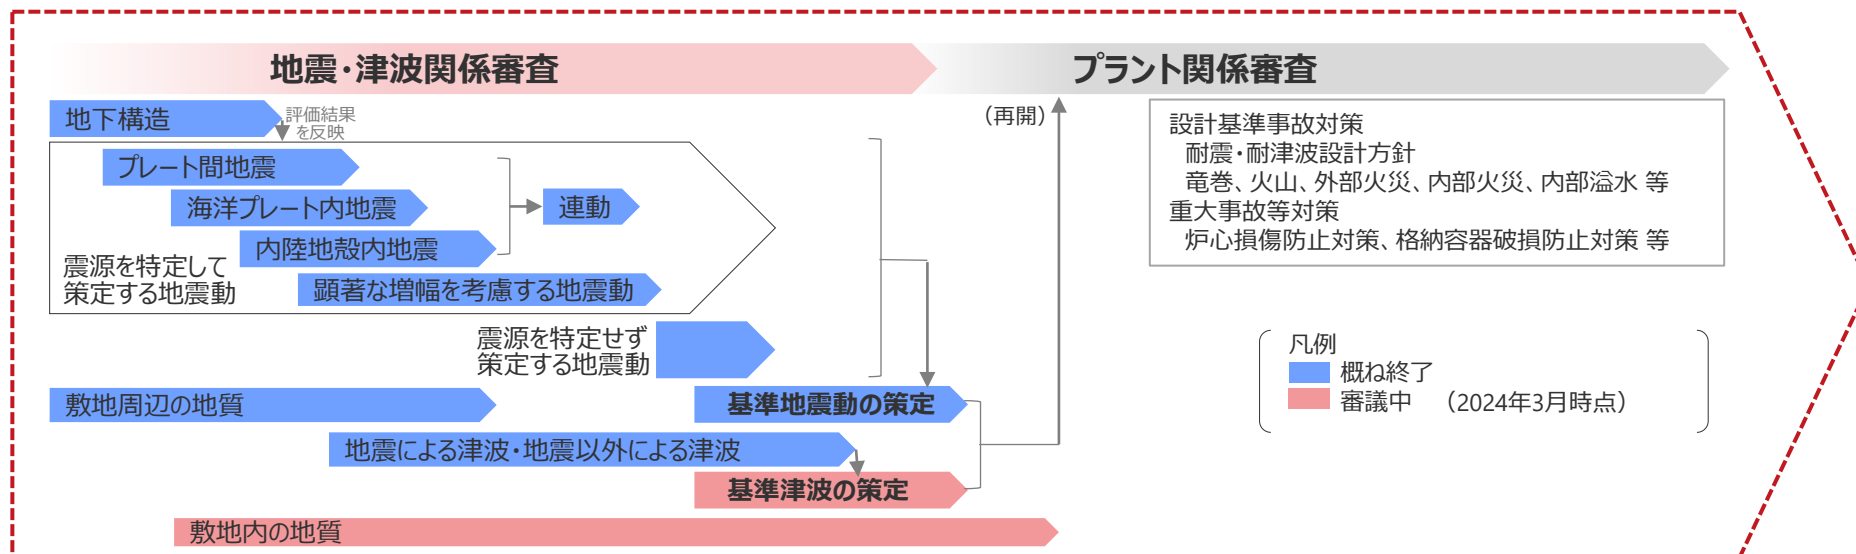 地震・津波関係審査
プラント関係審査
地下構造
評価結果
を反映
プレート間地震
海洋プレート内地震
内陸地殻内地震
連動
震源を特定して
策定する地震動
顕著な増幅を考慮する地震動
震源を特定せず
策定する地震動
敷地周辺の地質
基準地震動の策定
地震による津波・地震以外による津波
基準津波の策定
敷地内の地質
（再開）
設計基準事故対策
耐震・耐津波設計方針
竜巻、火山、外部火災、内部火災、内部溢水 等
重大事故等対策
炉心損傷防止対策、格納容器破損防止対策 等
凡例
概ね終了
審議中 （2024年3月時点）